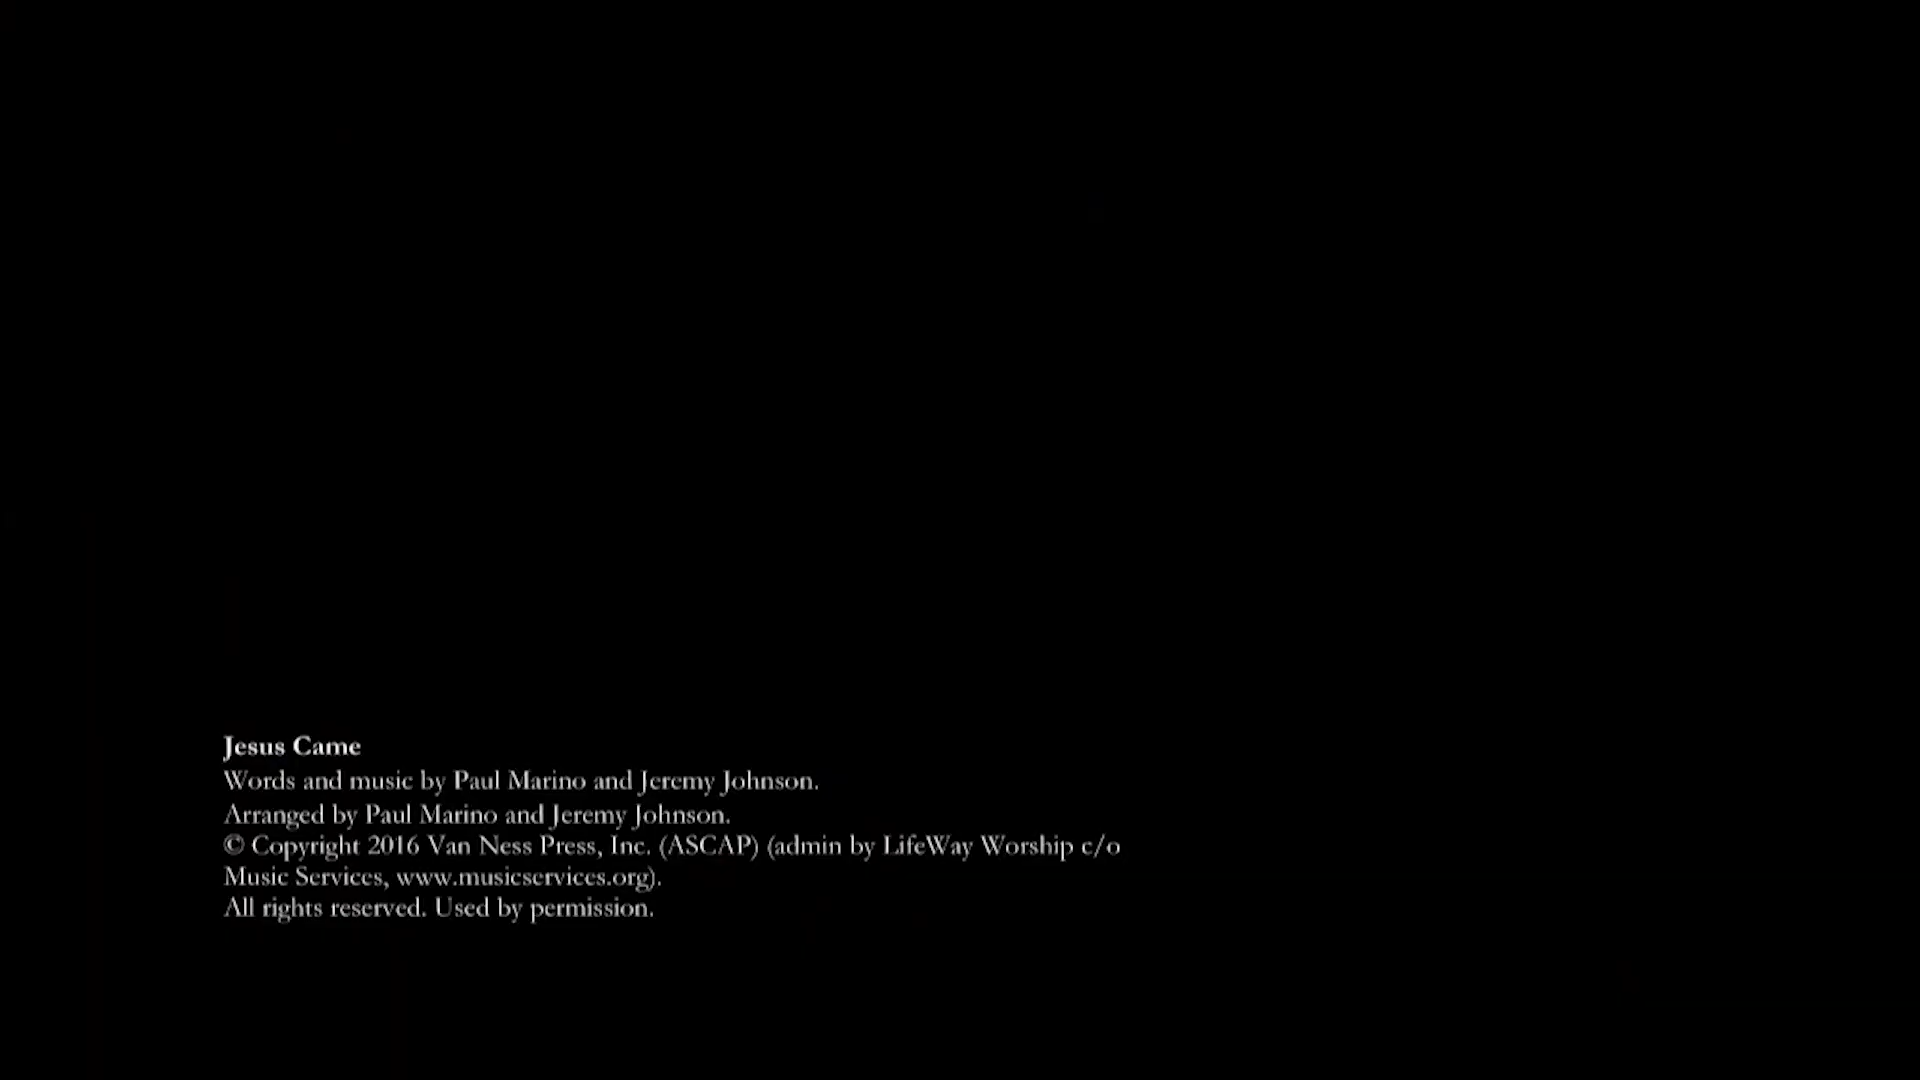 Jesus Came
Words and music by Paul Marino and Jeremy Johnson.
Arranged by Paul Marino and Jeremy Johnson.
© Copyright 2016 Van Ness Press, Inc. (ASCAP) (admin by LifeWay Worship c/o
Music Services, www.musicservices.org).
All rights reserved. Used by permission.